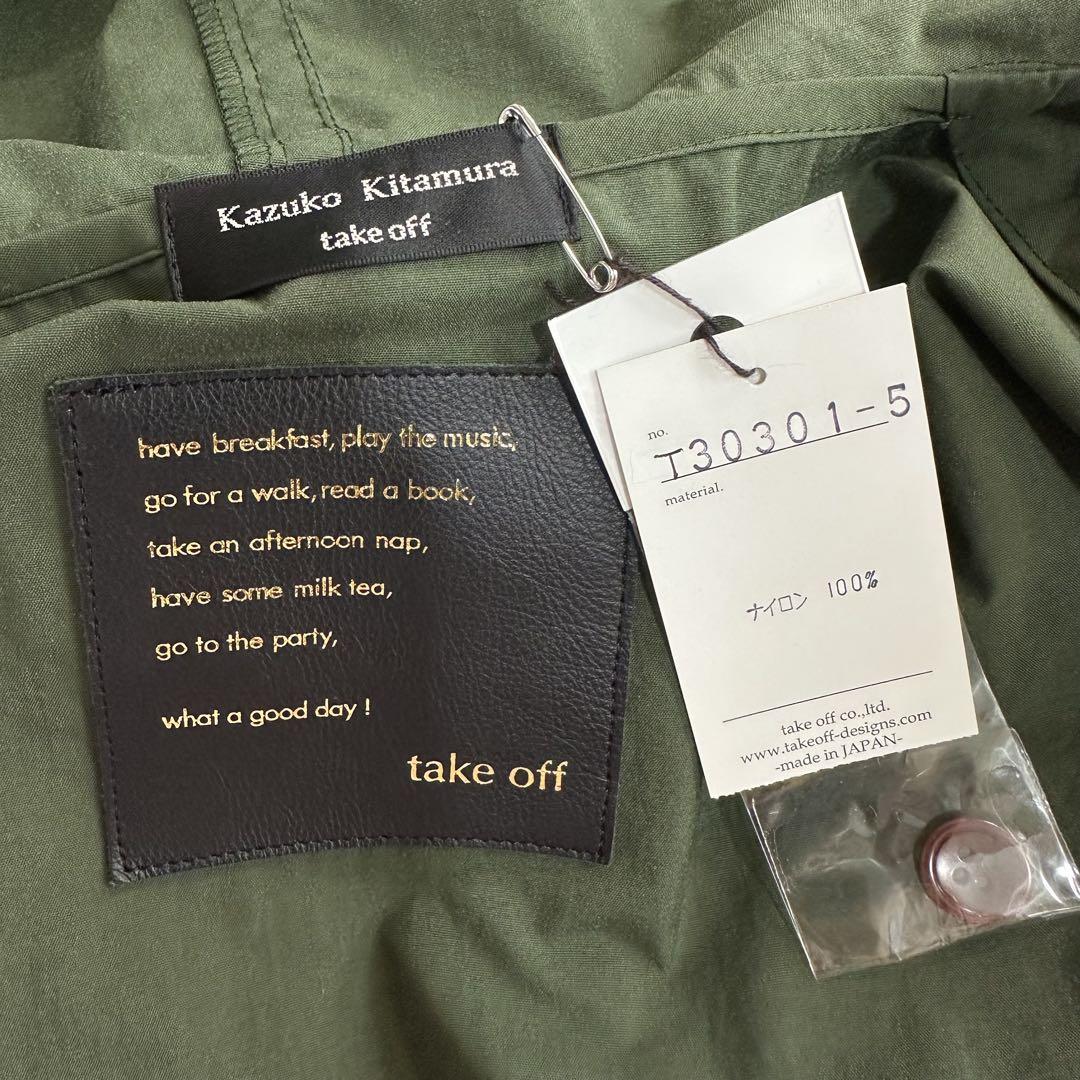 Kazuko Kitamura
take off
have breakfast, play the music,
go for a walk, read a book,
take an afternoon nap,
have some milk tea,
go to the party,
what a good day !
take off
no.
T30301-5
material.
ナイロン 100%
take off co.,ltd.
www.takeoff-designs.com
-made in JAPAN-